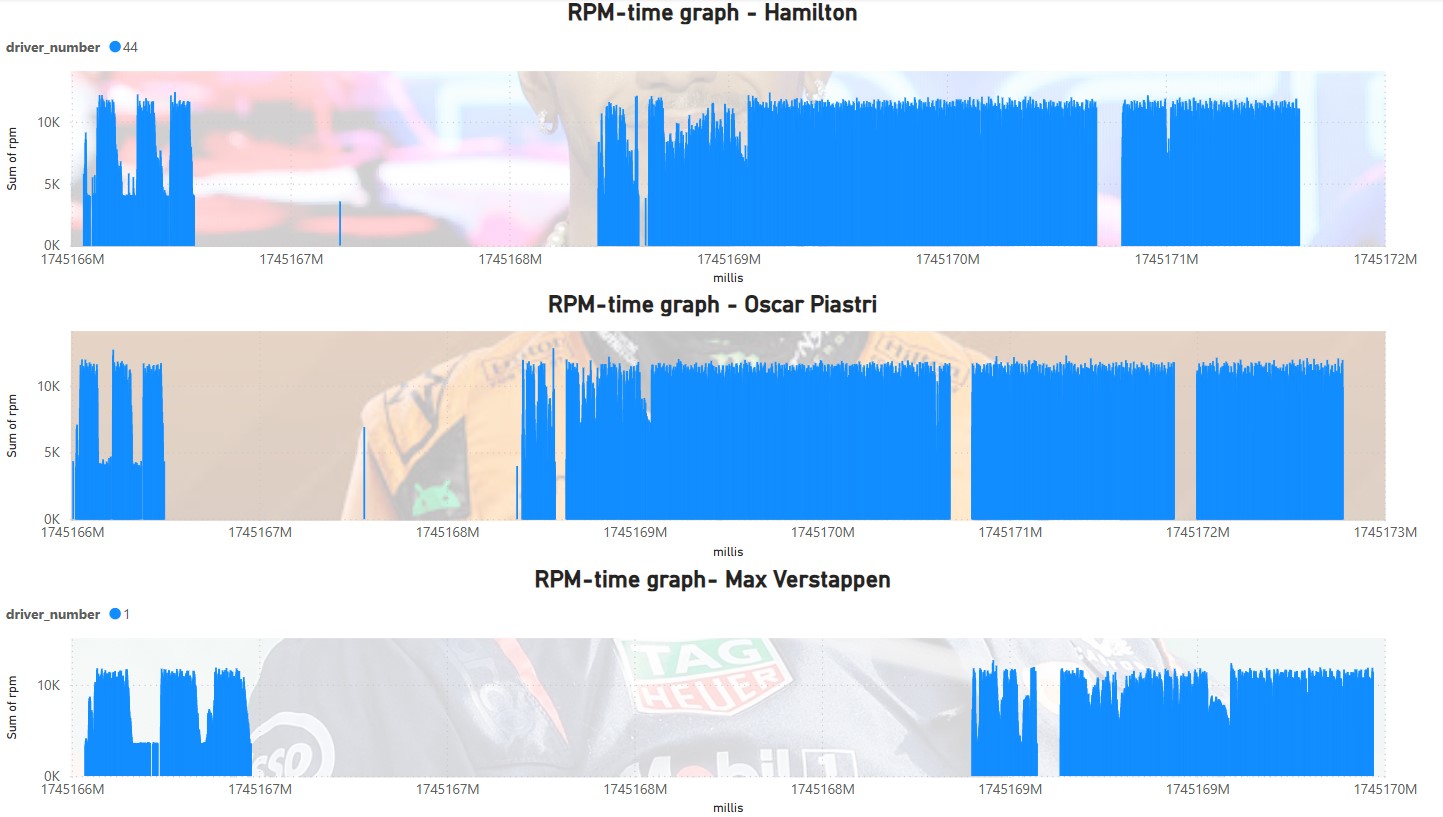 RPM-time graph - Hamilton
driver_number 44
Sum of rpm
10K
5K
0K
1745166M 1745167M 1745168M 1745169M 1745170M 1745171M 1745172M
millis
RPM-time graph - Oscar Piastri
Sum of rpm
10K
5K
0K
1745166M 1745167M 1745168M 1745169M 1745170M 1745171M 1745172M 1745173M
millis
RPM-time graph- Max Verstappen
driver_number 1
TAG
HEUER
Mobil 1
Sum of rpm
10K
0K
1745166M 1745167M 1745167M 1745168M 1745168M 1745169M 1745169M 1745170M
millis